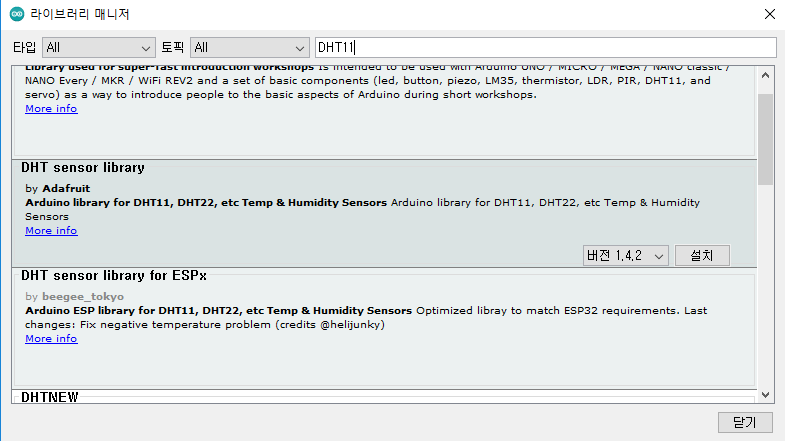 라이브러리 매니저
타입 All 토픽 All DHT11
Library used for super-fast introduction workshops is intended to be used with Arduino UNO / MICRO / MEGA / NANO classic /
NANO Every / MKR / WiFi REV2 and a set of basic components (led, button, piezo, LM35, thermistor, LDR, PIR, DHT11, and
servo) as a way to introduce people to the basic aspects of Arduino during short workshops.
More info
DHT sensor library
by Adafruit
Arduino library for DHT11, DHT22, etc Temp & Humidity Sensors Arduino library for DHT11, DHT22, etc Temp & Humidity
Sensors
More info
버전 1.4.2 설치
DHT sensor library for ESPx
by beegee_tokyo
Arduino ESP library for DHT11, DHT22, etc Temp & Humidity Sensors Optimized libray to match ESP32 requirements. Last
changes: Fix negative temperature problem (credits @helijunky)
More info
DHTNEW
닫기